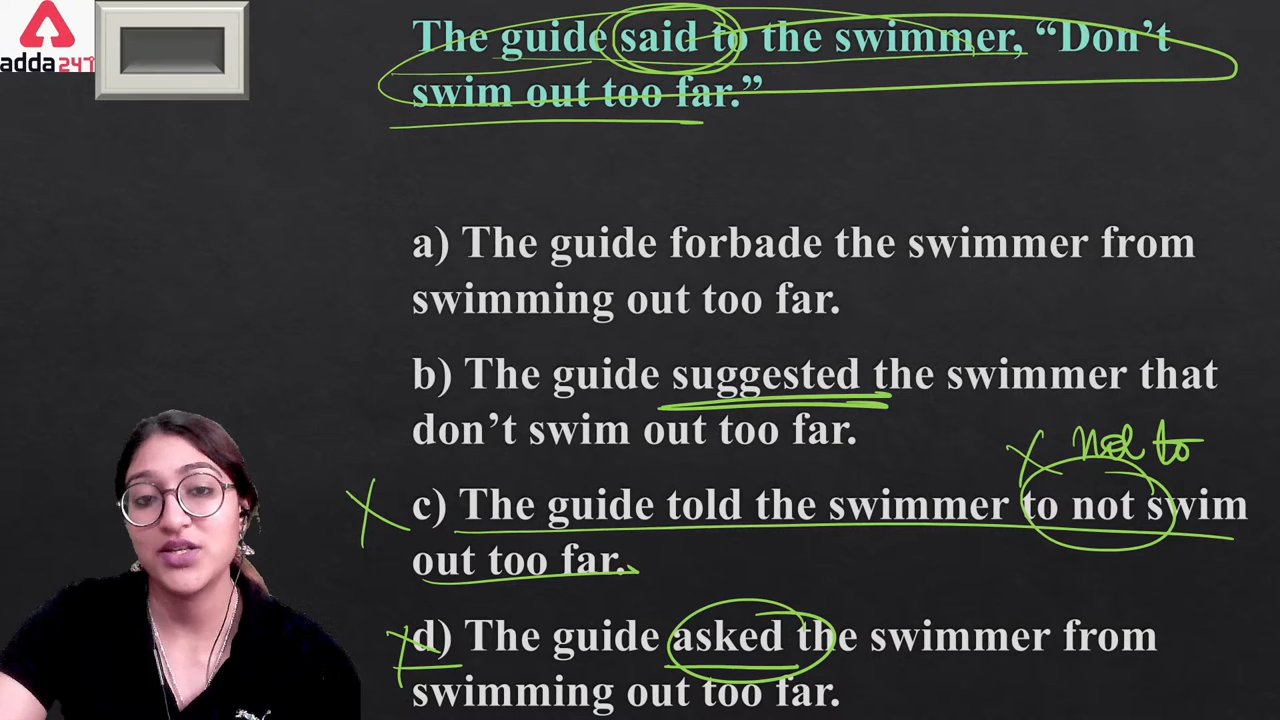 adda247
The guide said to the swimmer, “Don’t
swim out too far.”
a) The guide forbade the swimmer from
swimming out too far.
b) The guide suggested the swimmer that
don’t swim out too far.
not to
c) The guide told the swimmer to not swim
out too far.
d) The guide asked the swimmer from
swimming out too far.